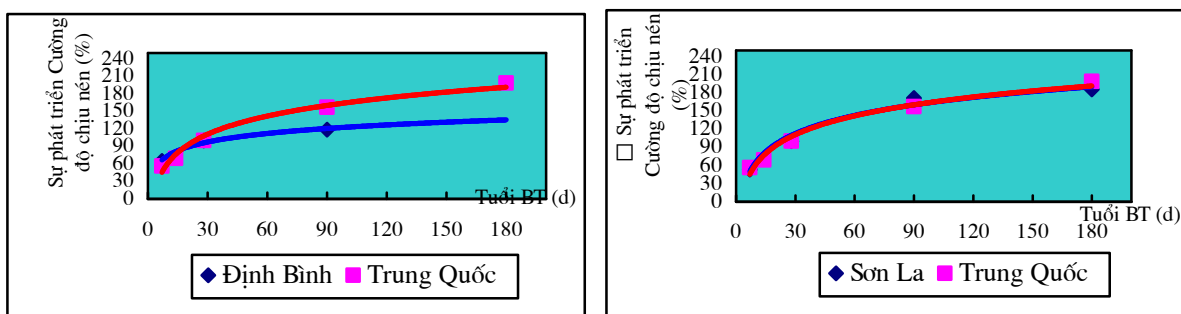 Sự phát triển Cường
độ chịu nén (%)
240
210
180
150
120
90
60
30
0
Tuổi BT (d)
0 30 60 90 120 150 180
Định Bình Trung Quốc
□ Sự phát triển
Cường độ chịu nén
(%)
240
210
180
150
120
90
60
30
0
Tuổi BT (d)
0 30 60 90 120 150 180
Sơn La Trung Quốc